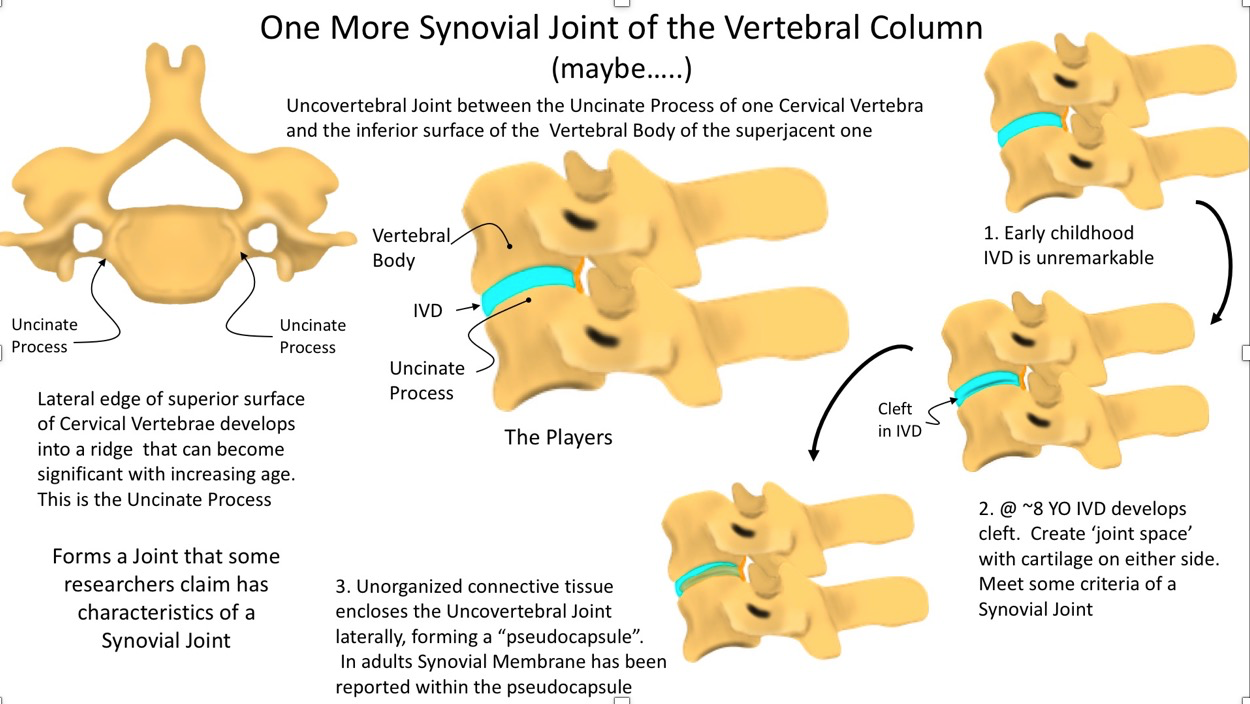 One More Synovial Joint of the Vertebral Column
(maybe…..)
Uncovertebral Joint between the Uncinate Process of one Cervical Vertebra
and the inferior surface of the  Vertebral Body of the superjacent one
Uncinate
Process
Uncinate
Process
Lateral edge of superior surface
of Cervical Vertebrae develops
into a ridge  that can become
significant with increasing age.
This is the Uncinate Process
Forms a Joint that some
researchers claim has
characteristics of a
Synovial Joint
Vertebral
Body
IVD
Uncinate
Process
The Players
1. Early childhood
IVD is unremarkable
Cleft
in IVD
2. @ ~8 YO IVD develops
cleft.  Create ‘joint space’
with cartilage on either side.
Meet some criteria of a
Synovial Joint
3. Unorganized connective tissue
encloses the Uncovertebral Joint
laterally, forming a “pseudocapsule”.
In adults Synovial Membrane has been
reported within the pseudocapsule